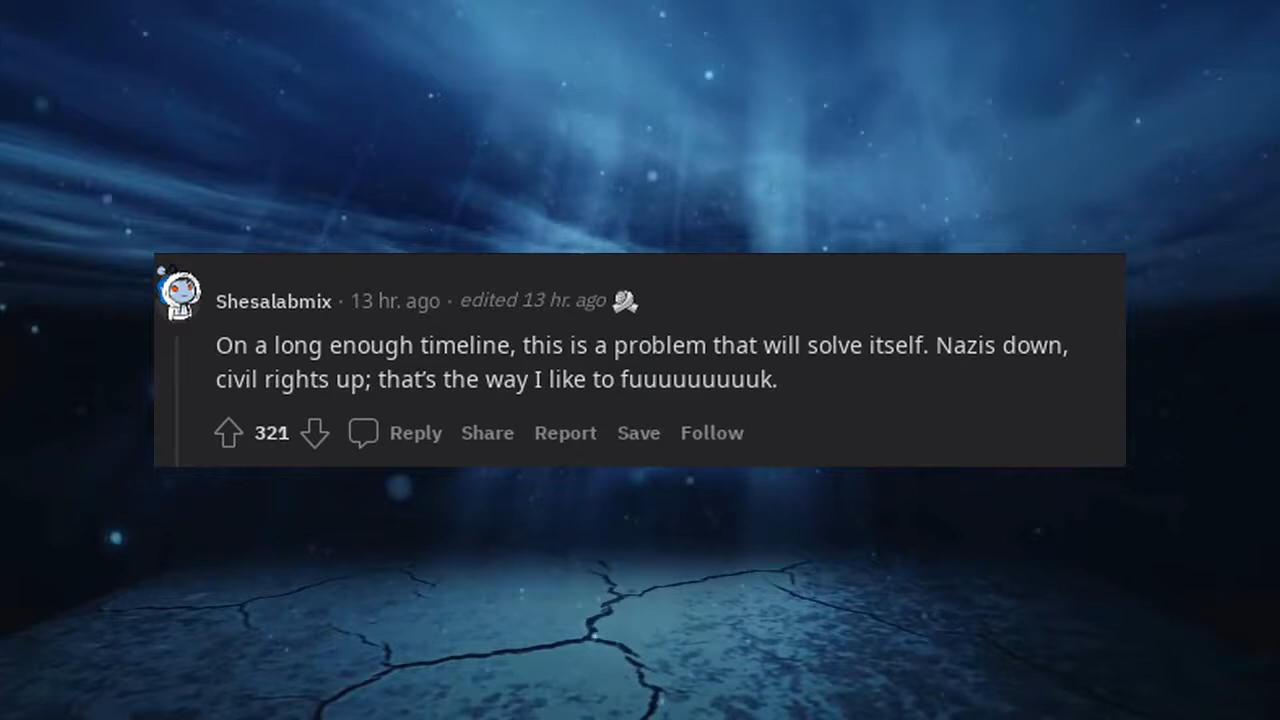 Shesalabmix · 13 hr. ago · edited 13 hr. ago
On a long enough timeline, this is a problem that will solve itself. Nazis down,
civil rights up; that's the way I like to fuuuuuuuuuk.
321 Reply Share Report Save Follow